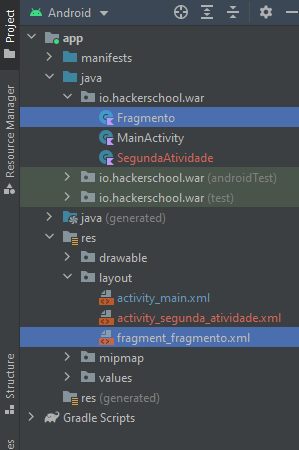 Project
Resource Manager
Structure
es
Android
app
manifests
java
io.hackerschool.war
Fragmento
MainActivity
SegundaAtividade
io.hackerschool.war (androidTest)
io.hackerschool.war (test)
java (generated)
res
drawable
layout
activity_main.xml
activity_segunda_atividade.xml
fragment_fragmento.xml
mipmap
values
res (generated)
Gradle Scripts